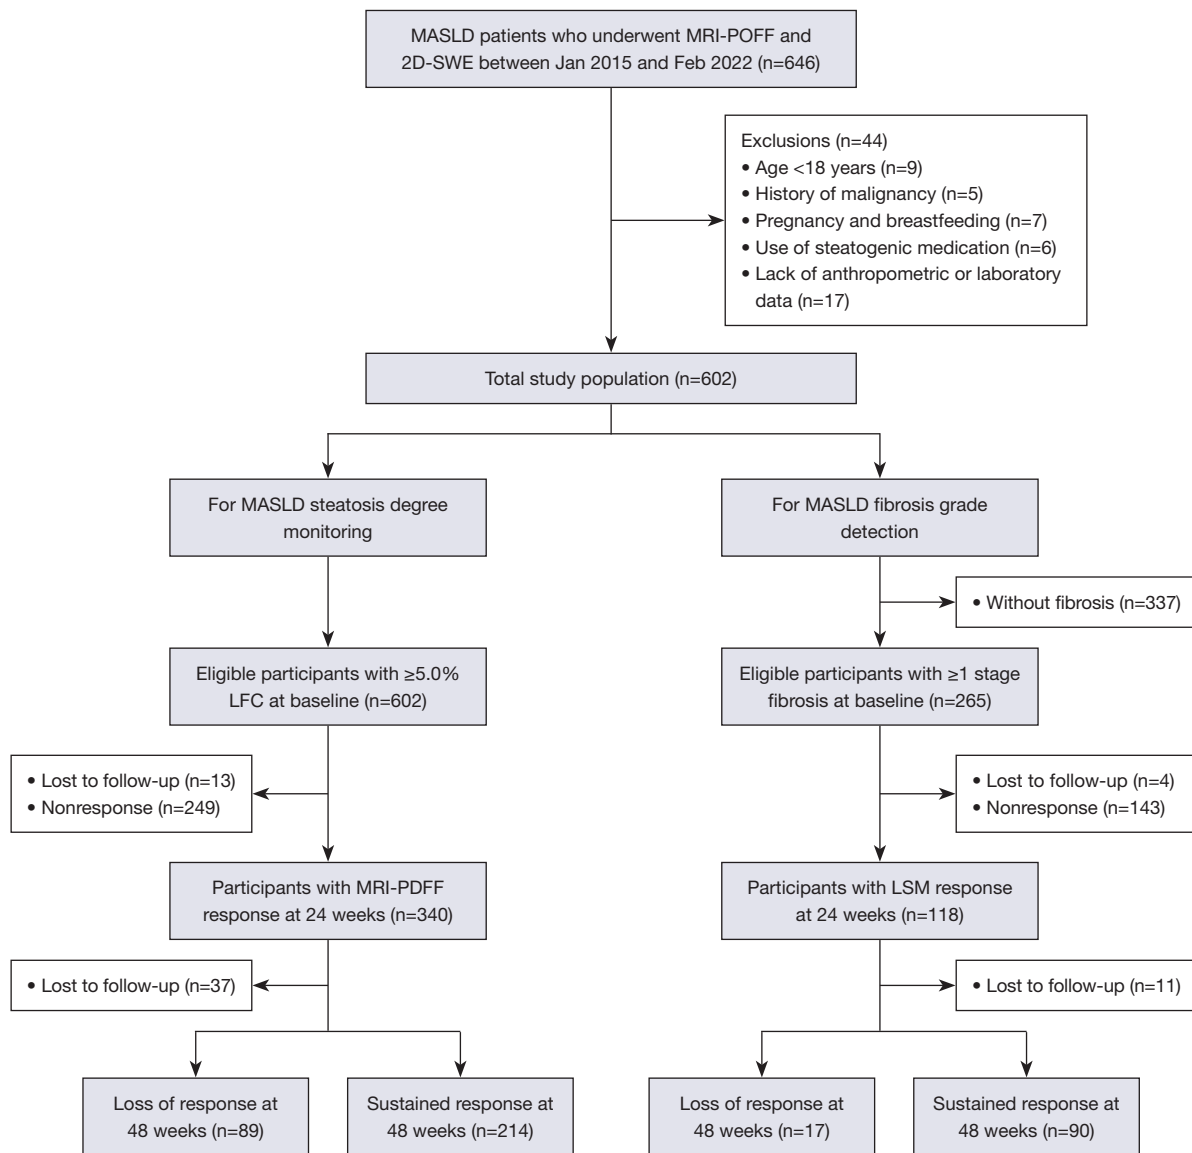 MASLD patients who underwent MRI-POFF and
2D-SWE between Jan 2015 and Feb 2022 (n=646)
Exclusions (n=44)
• Age <18 years (n=9)
• History of malignancy (n=5)
• Pregnancy and breastfeeding (n=7)
• Use of steatogenic medication (n=6)
• Lack of anthropometric or laboratory
data (n=17)
Total study population (n=602)
For MASLD steatosis degree
monitoring
For MASLD fibrosis grade
detection
• Without fibrosis (n=337)
Eligible participants with ≥5.0%
LFC at baseline (n=602)
Eligible participants with ≥1 stage
fibrosis at baseline (n=265)
• Lost to follow-up (n=13)
• Nonresponse (n=249)
• Lost to follow-up (n=4)
• Nonresponse (n=143)
Participants with MRI-PDFF
response at 24 weeks (n=340)
Participants with LSM response
at 24 weeks (n=118)
• Lost to follow-up (n=37)
• Lost to follow-up (n=11)
Loss of response at
48 weeks (n=89)
Sustained response at
48 weeks (n=214)
Loss of response at
48 weeks (n=17)
Sustained response at
48 weeks (n=90)